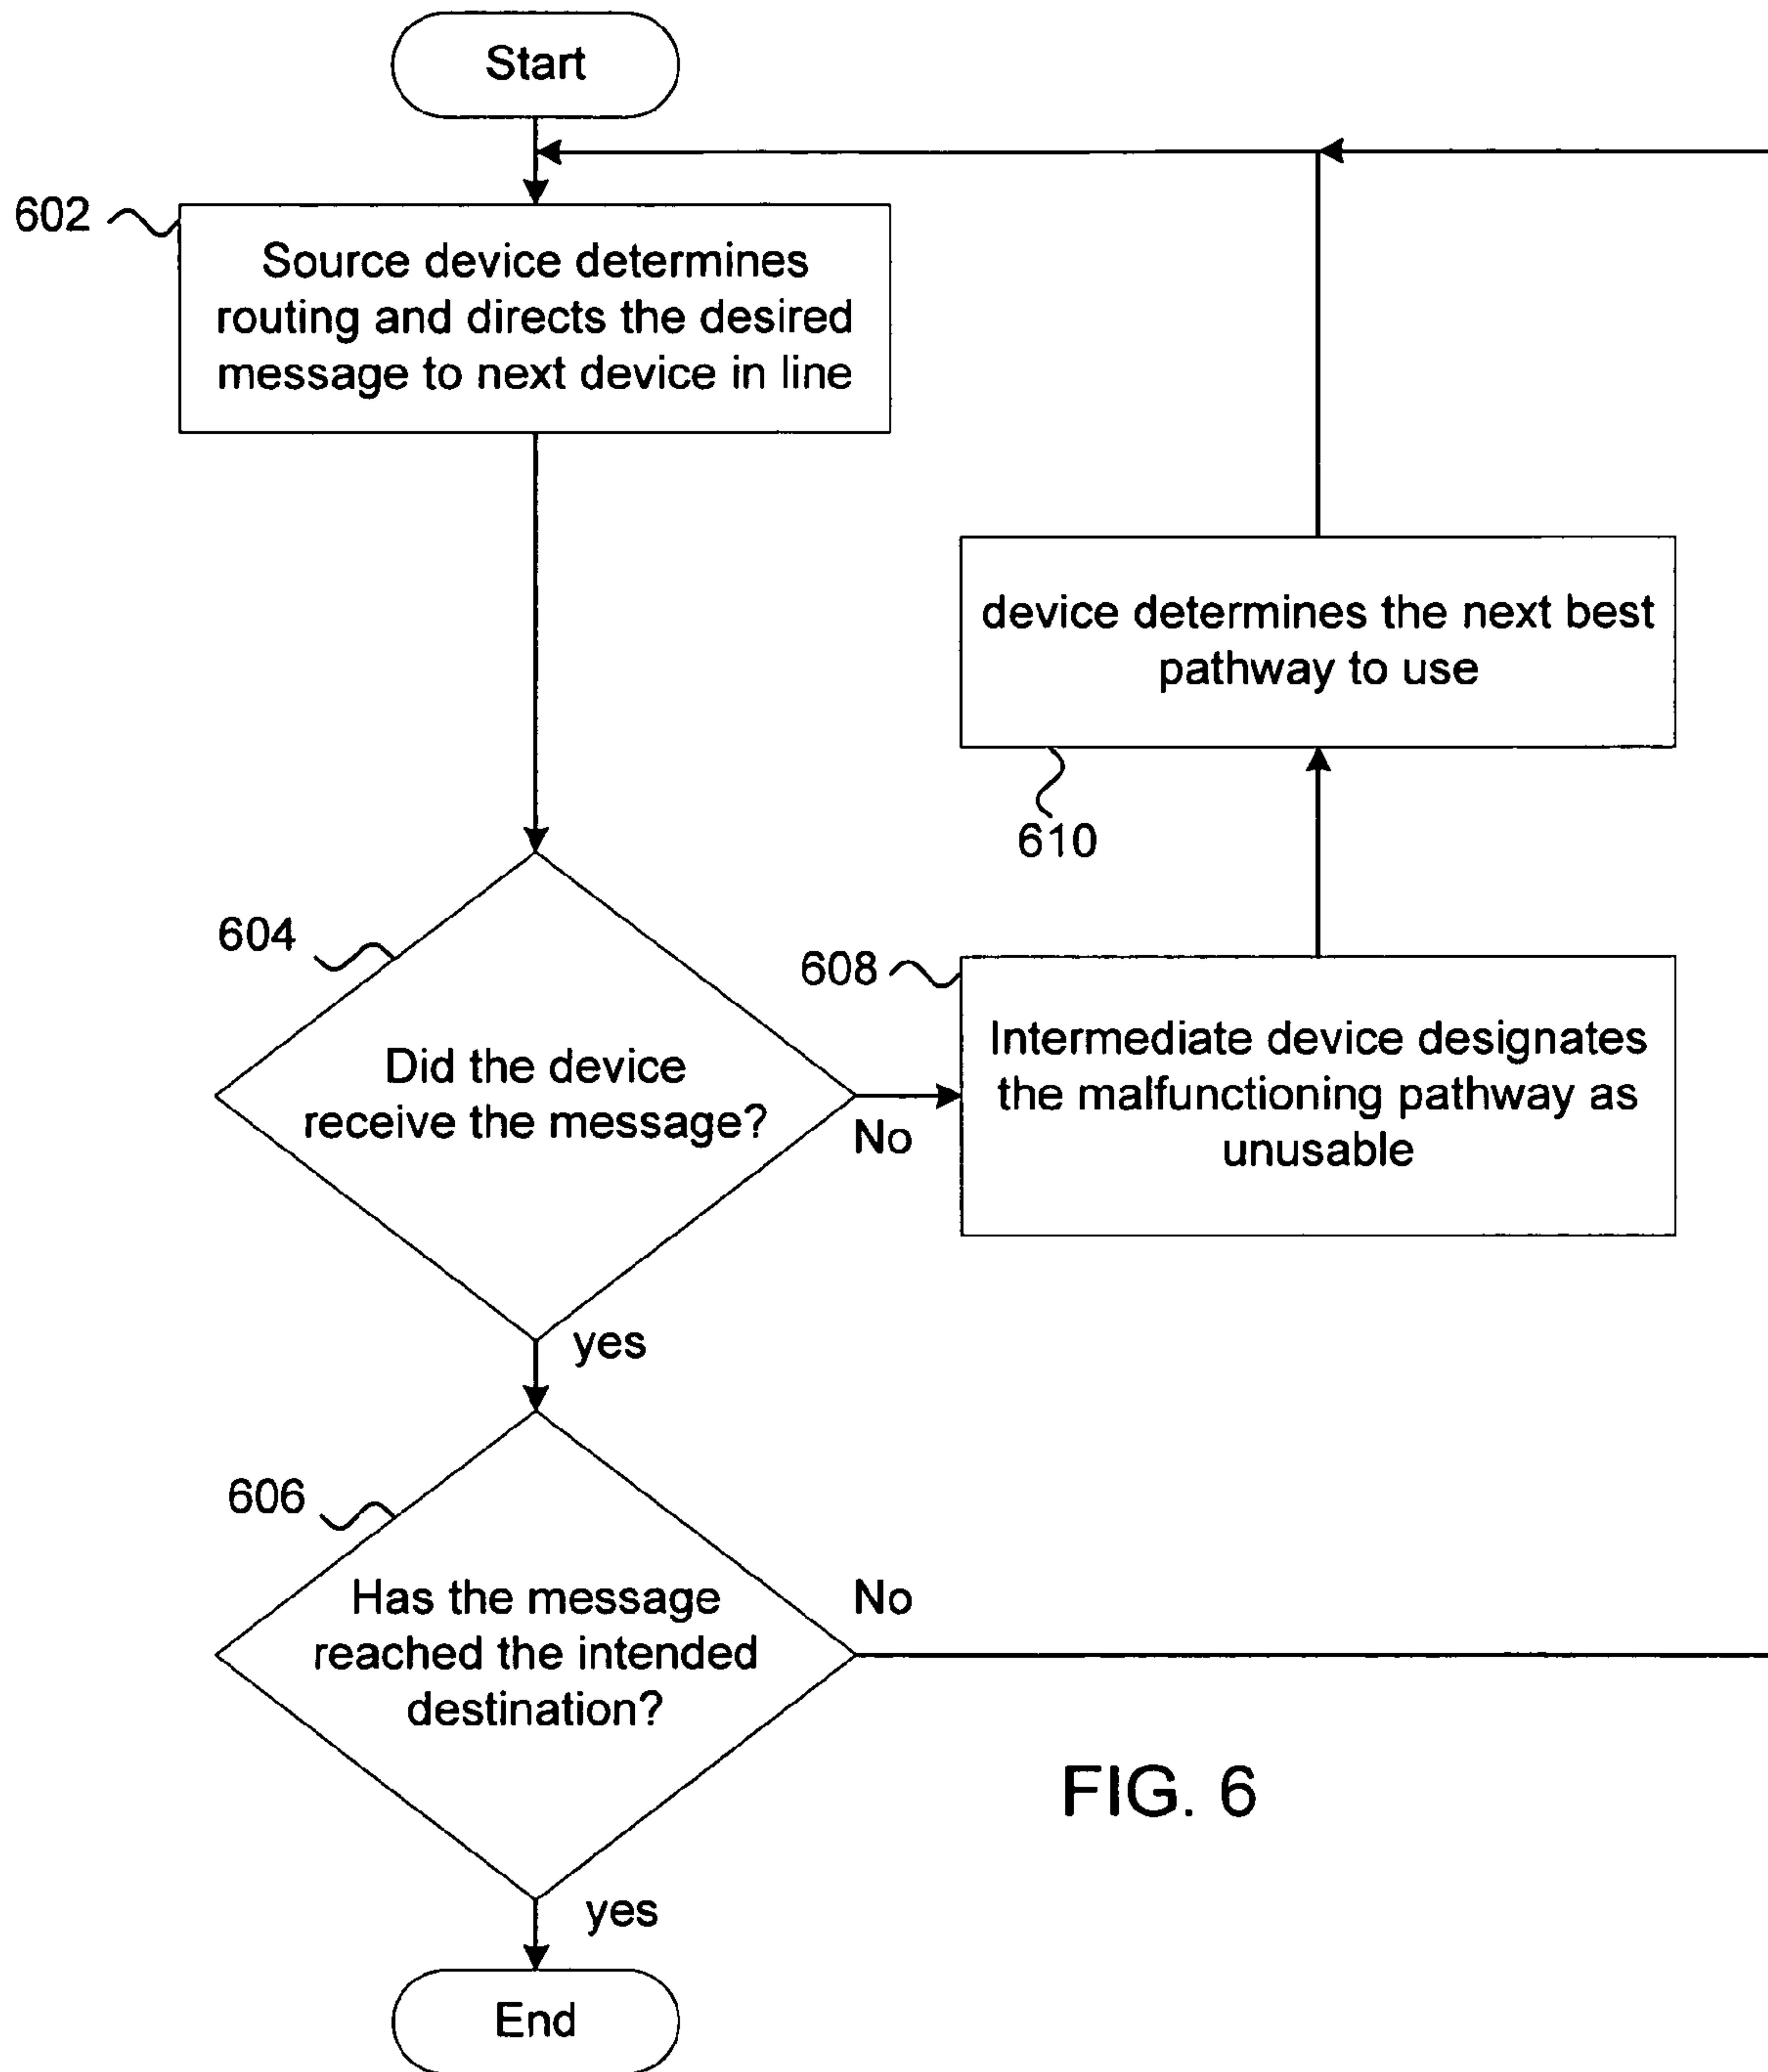 Start
602
Source device determines
routing and directs the desired
message to next device in line
device determines the next best
pathway to use
610
604
Did the device
receive the message?
No
608
Intermediate device designates
the malfunctioning pathway as
unusable
yes
606
Has the message
reached the intended
destination?
No
FIG. 6
yes
End